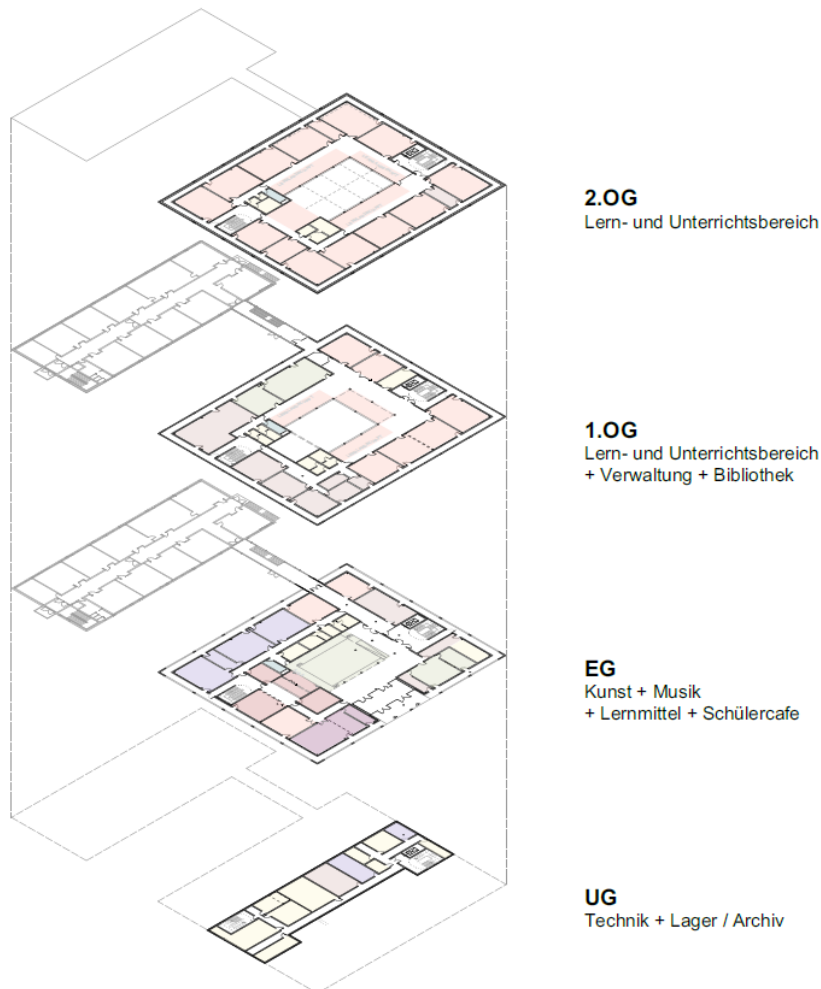 2.OG
Lern- und Unterrichtsbereich
1.OG
Lern- und Unterrichtsbereich
+ Verwaltung + Bibliothek
EG
Kunst + Musik
+ Lernmittel + Schülercafe
UG
Technik + Lager / Archiv